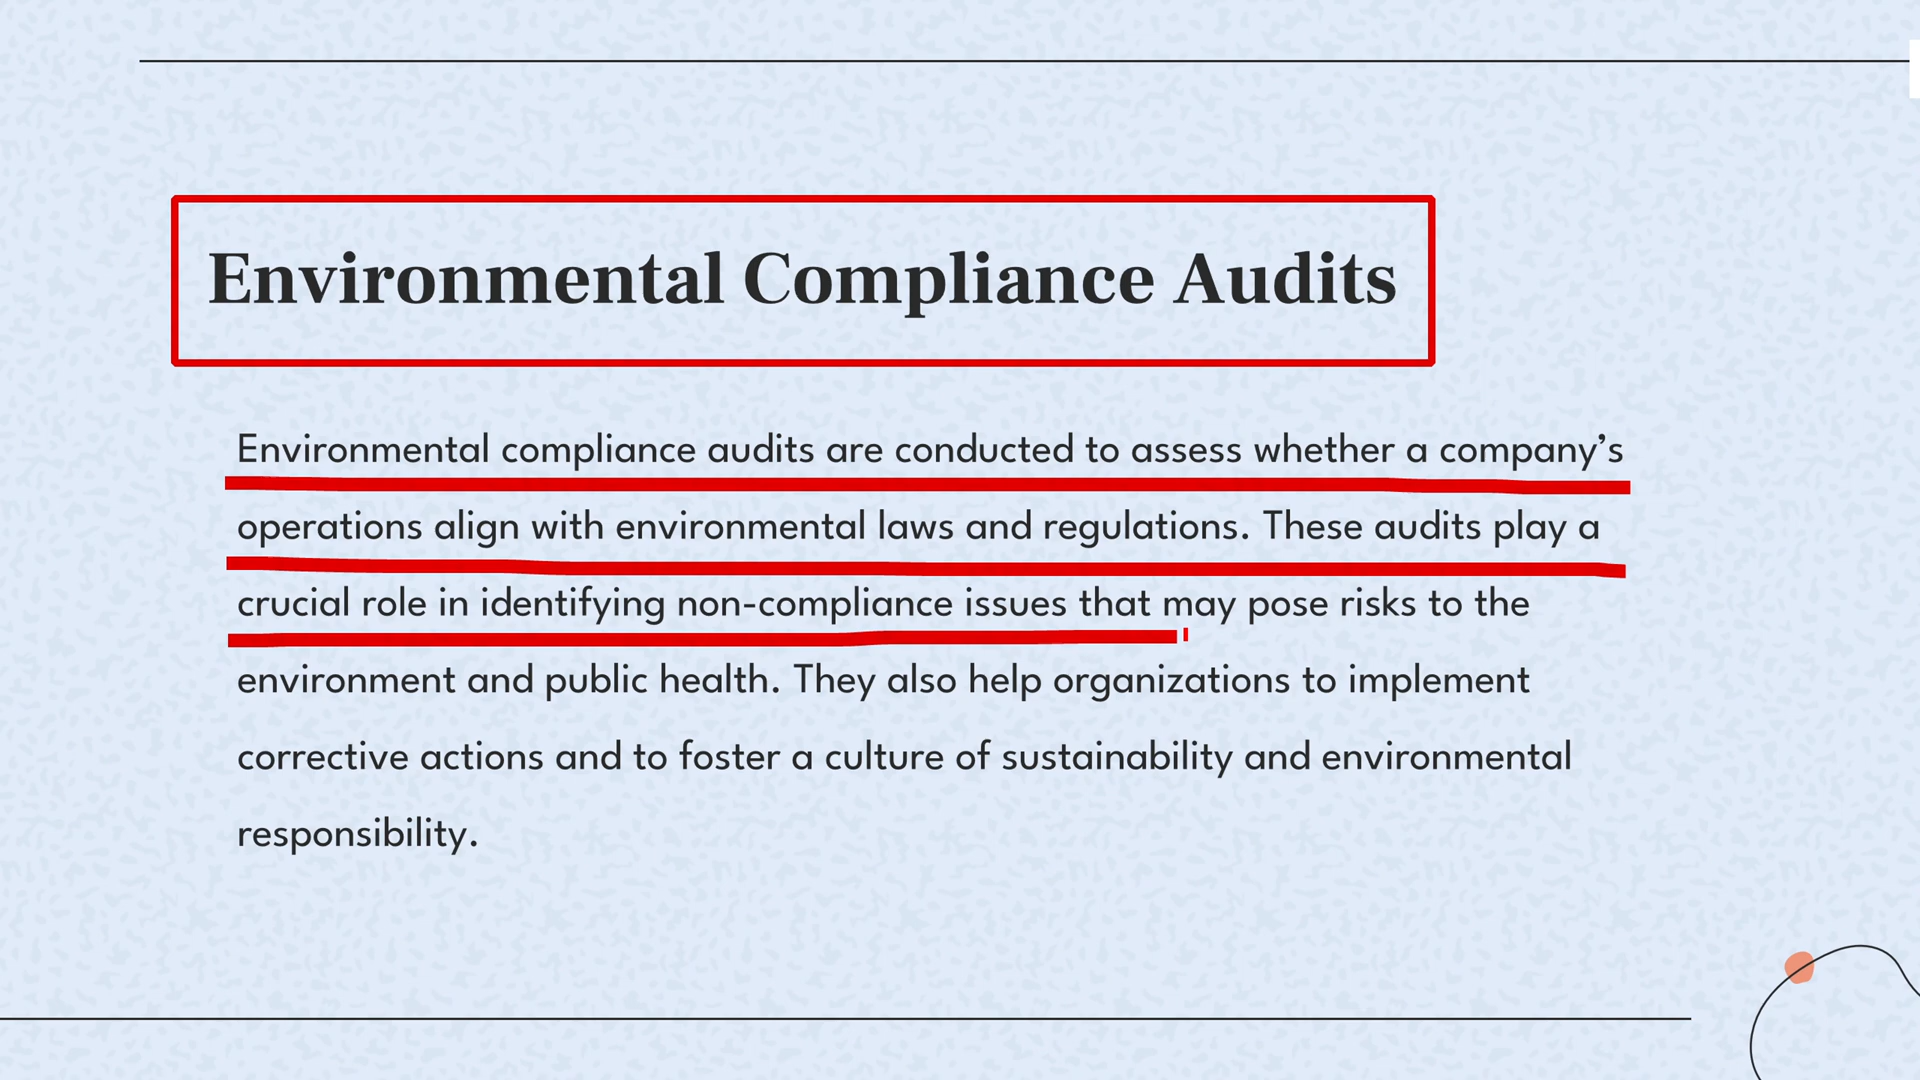 Environmental Compliance Audits
Environmental compliance audits are conducted to assess whether a company’s
operations align with environmental laws and regulations. These audits play a
crucial role in identifying non-compliance issues that may pose risks to the
environment and public health. They also help organizations to implement
corrective actions and to foster a culture of sustainability and environmental
responsibility.